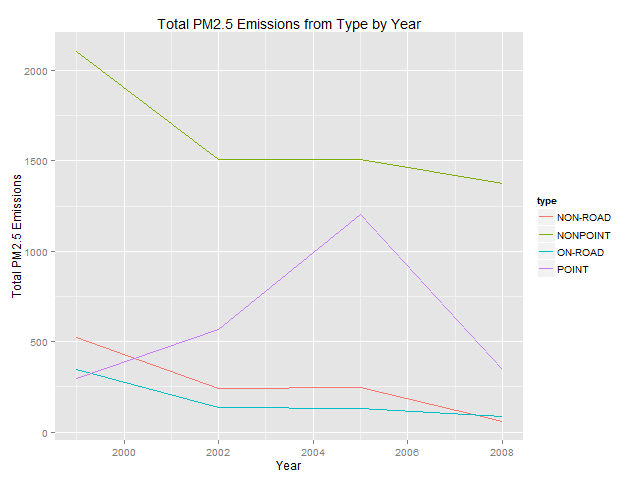 Total PM2.5 Emissions from Type by Year
Total PM2.5 Emissions
2000
1500
1000
500
0
2000
2002
2004
2006
2008
Year
type
NON-ROAD
NONPOINT
ON-ROAD
POINT